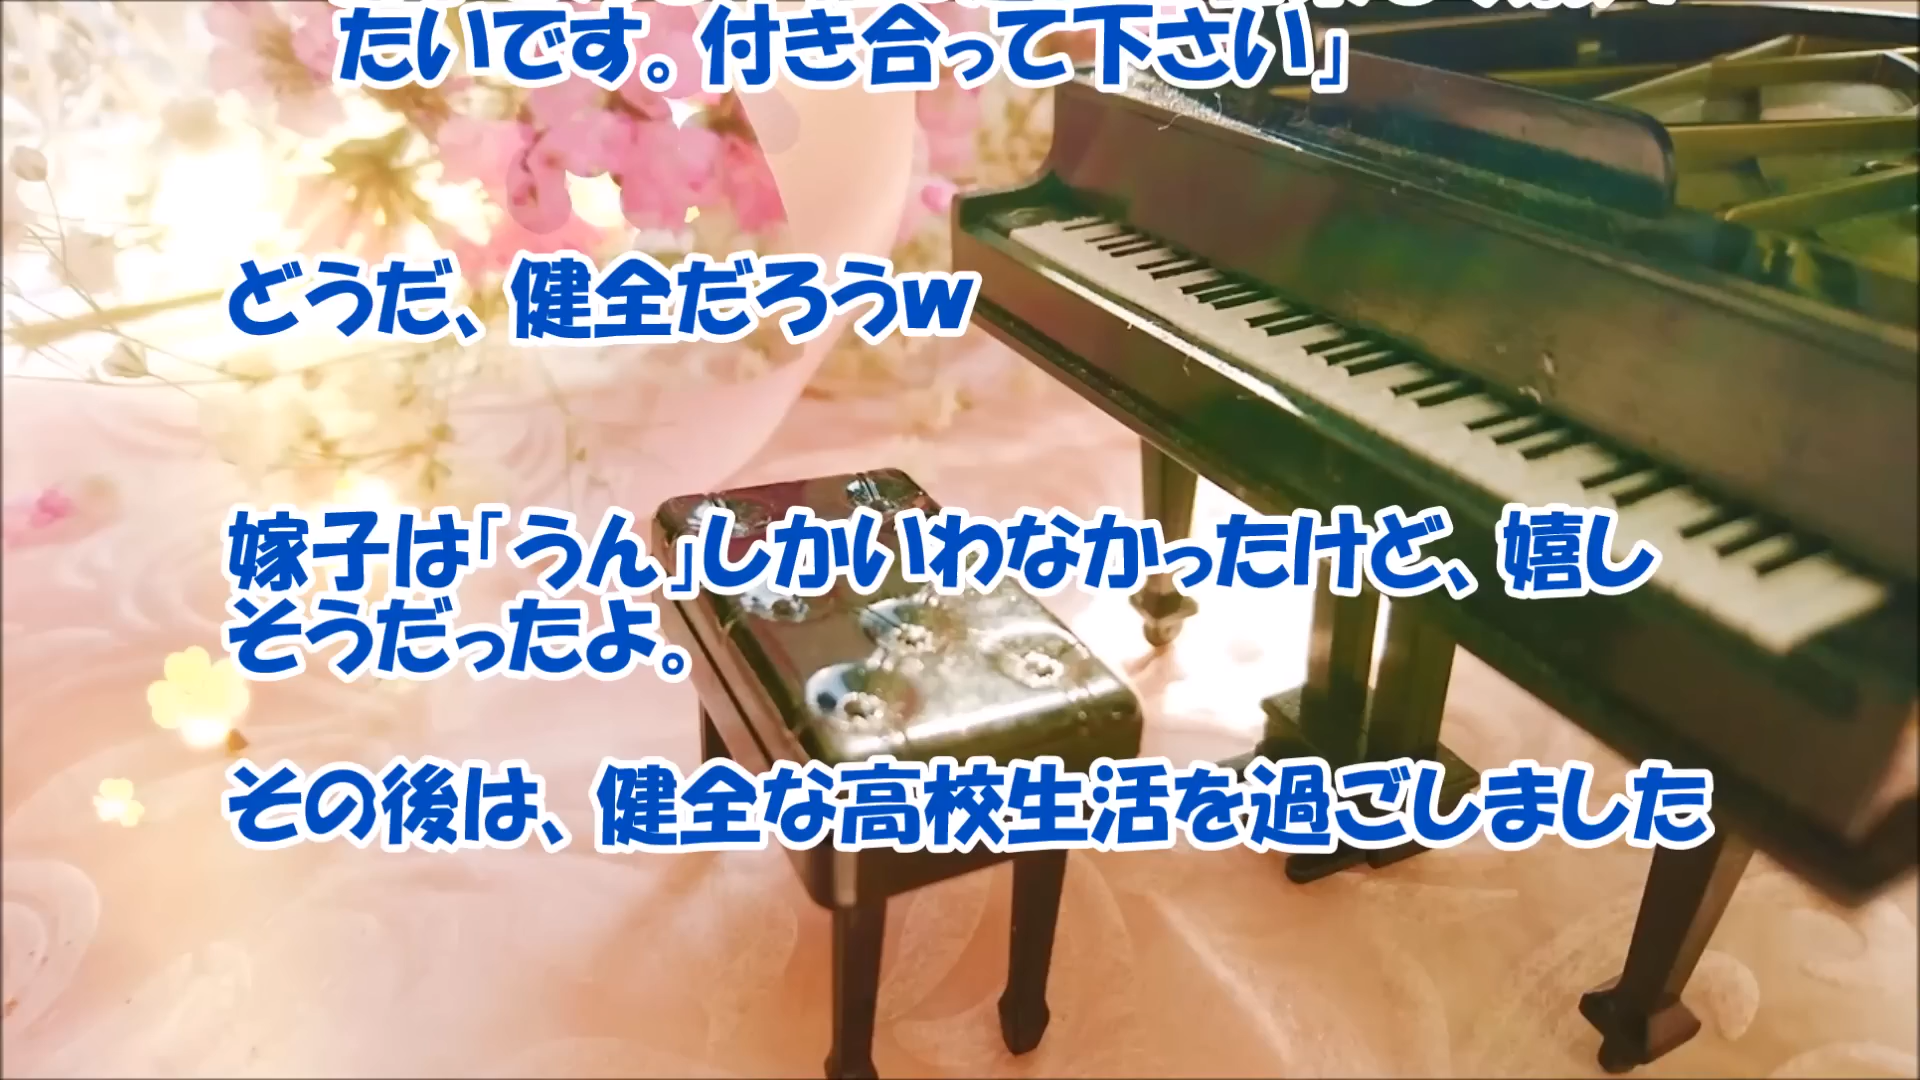 たいです。付き合って下さい」
どうだ、健全だろうw
嫁子は「うん」しかいわなかったけど、嬉し
そうだったよ。
その後は、健全な高校生活を過ごしました